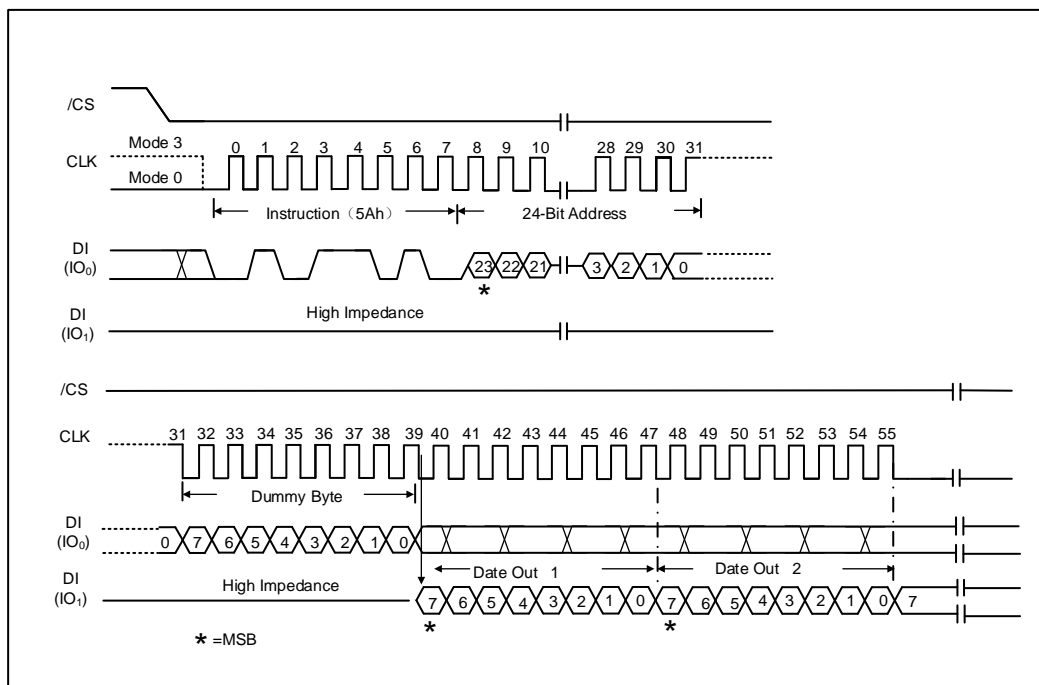 /CS
Mode 3
CLK
Mode 0
0 1 2 3 4 5 6 7 8 9 10 28 29 30 31
Instruction（5Ah） 24-Bit Address
DI
(IO₀)
23 22 21 3 2 1 0
*
High Impedance
DI
(IO₁)
/CS
CLK
31 32 33 34 35 36 37 38 39 40 41 42 43 44 45 46 47 48 49 50 51 52 53 54 55
Dummy Byte
DI
(IO₀)
0 7 6 5 4 3 2 1 0
Date Out 1 Date Out 2
DI
(IO₁)
High Impedance
7 6 5 4 3 2 1 0 7 6 5 4 3 2 1 0 7
* *
* =MSB